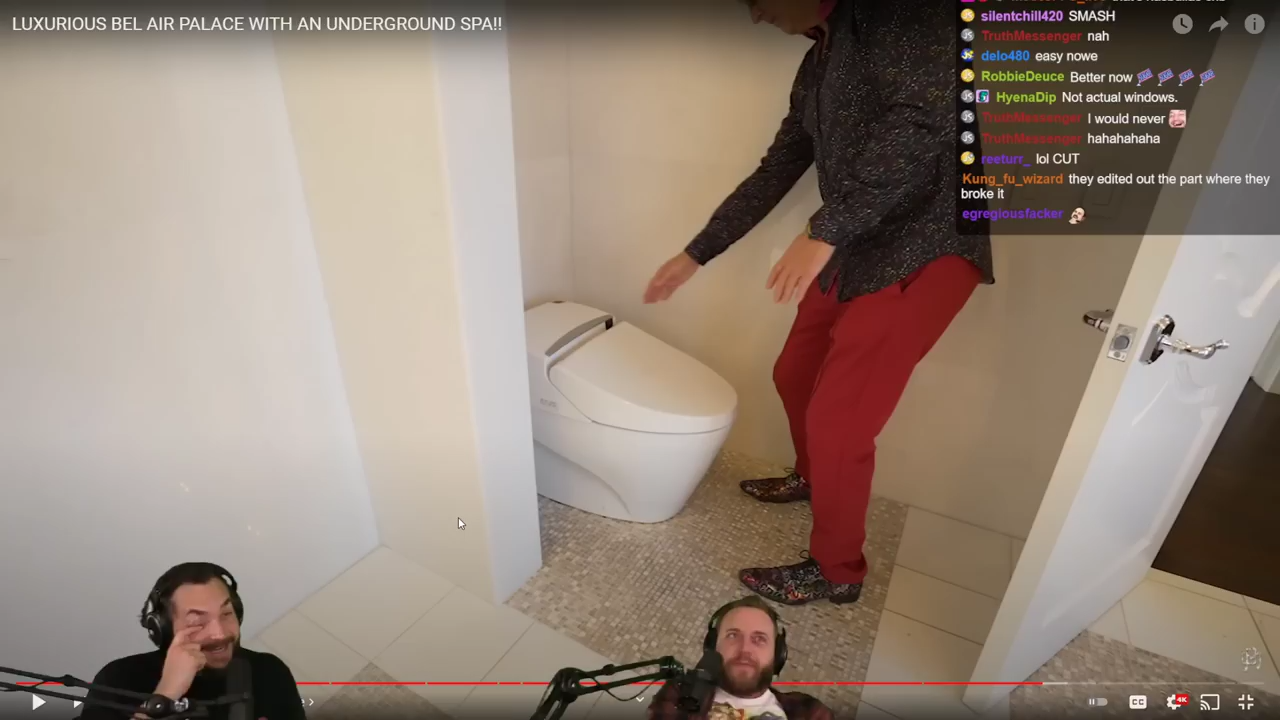 LUXURIOUS BEL AIR PALACE WITH AN UNDERGROUND SPA!!
silentchill420 SMASH
TruthMessenger nah
delo480 easy nowe
RobbieDeuce Better now
HyenaDip Not actual windows.
TruthMessenger I would never
TruthMessenger hahahahaha
reeturr_ lol CUT
Kung_fu_wizard they edited out the part where they
broke it
egregiousfacker
CC
4K